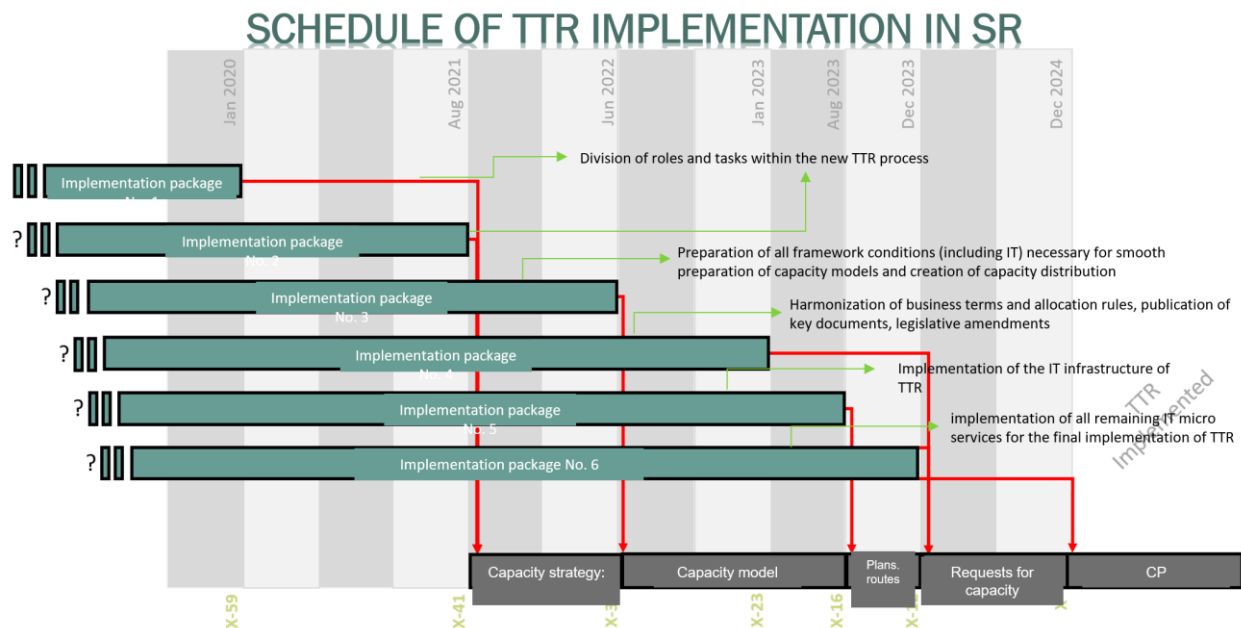 SCHEDULE OF TTR IMPLEMENTATION IN SR
Jan 2020
Aug 2021
Jun 2022
Jan 2023
Aug 2023
Dec 2023
Dec 2024
Division of roles and tasks within the new TTR process
Implementation package
?
Implementation package
No. 2
Preparation of all framework conditions (including IT) necessary for smooth
preparation of capacity models and creation of capacity distribution
?
Implementation package
No. 3
Harmonization of business terms and allocation rules, publication of
key documents, legislative amendments
?
Implementation package
No. 4
Implementation of the IT infrastructure of
TTR
?
Implementation package
No. 5
implementation of all remaining IT micro
services for the final implementation of TTR
TTR
Implemented
?
Implementation package No. 6
Capacity strategy:
Capacity model
Plans.
routes
Requests for
capacity
CP
X-59
X-41
X-23
X-16